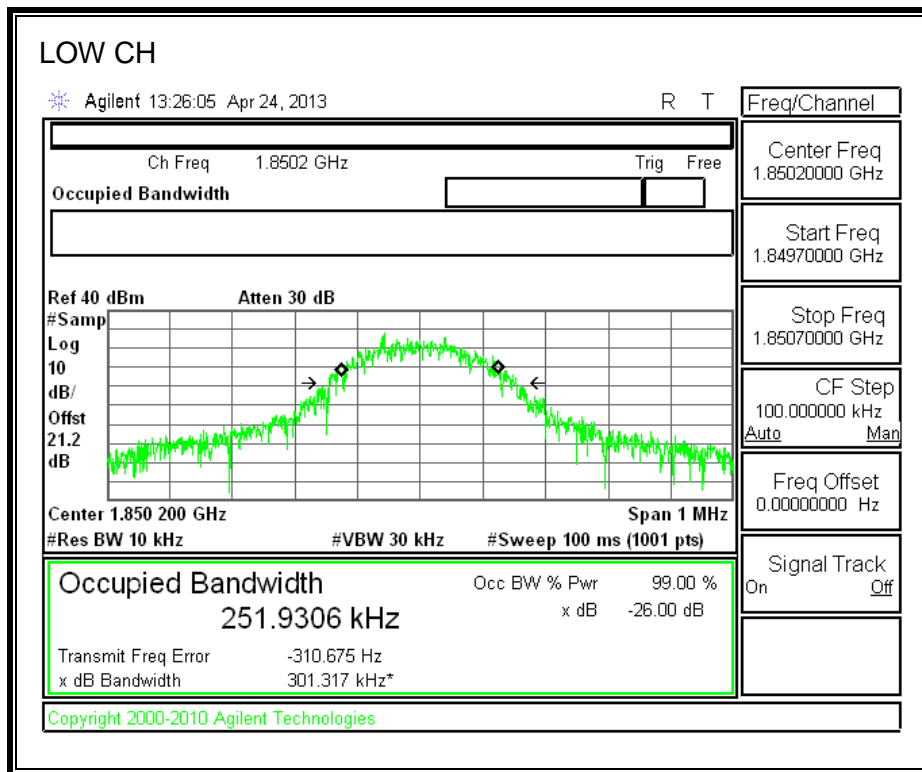 LOW CH
Agilent 13:26:05 Apr 24, 2013 R T
Ch Freq 1.8502 GHz Trig Free
Occupied Bandwidth
Ref 40 dBm Atten 30 dB
#Samp
Log
10
dB/
Offst
21.2
dB
Center 1.850 200 GHz Span 1 MHz
#Res BW 10 kHz #VBW 30 kHz #Sweep 100 ms (1001 pts)
Occupied Bandwidth Occ BW % Pwr 99.00 %
251.9306 kHz x dB -26.00 dB
Transmit Freq Error -310.675 Hz
x dB Bandwidth 301.317 kHz*
Copyright 2000-2010 Agilent Technologies
Freq/Channel
Center Freq
1.85020000 GHz
Start Freq
1.84970000 GHz
Stop Freq
1.85070000 GHz
CF Step
100.000000 kHz
Auto Man
Freq Offset
0.00000000 Hz
Signal Track
On Off